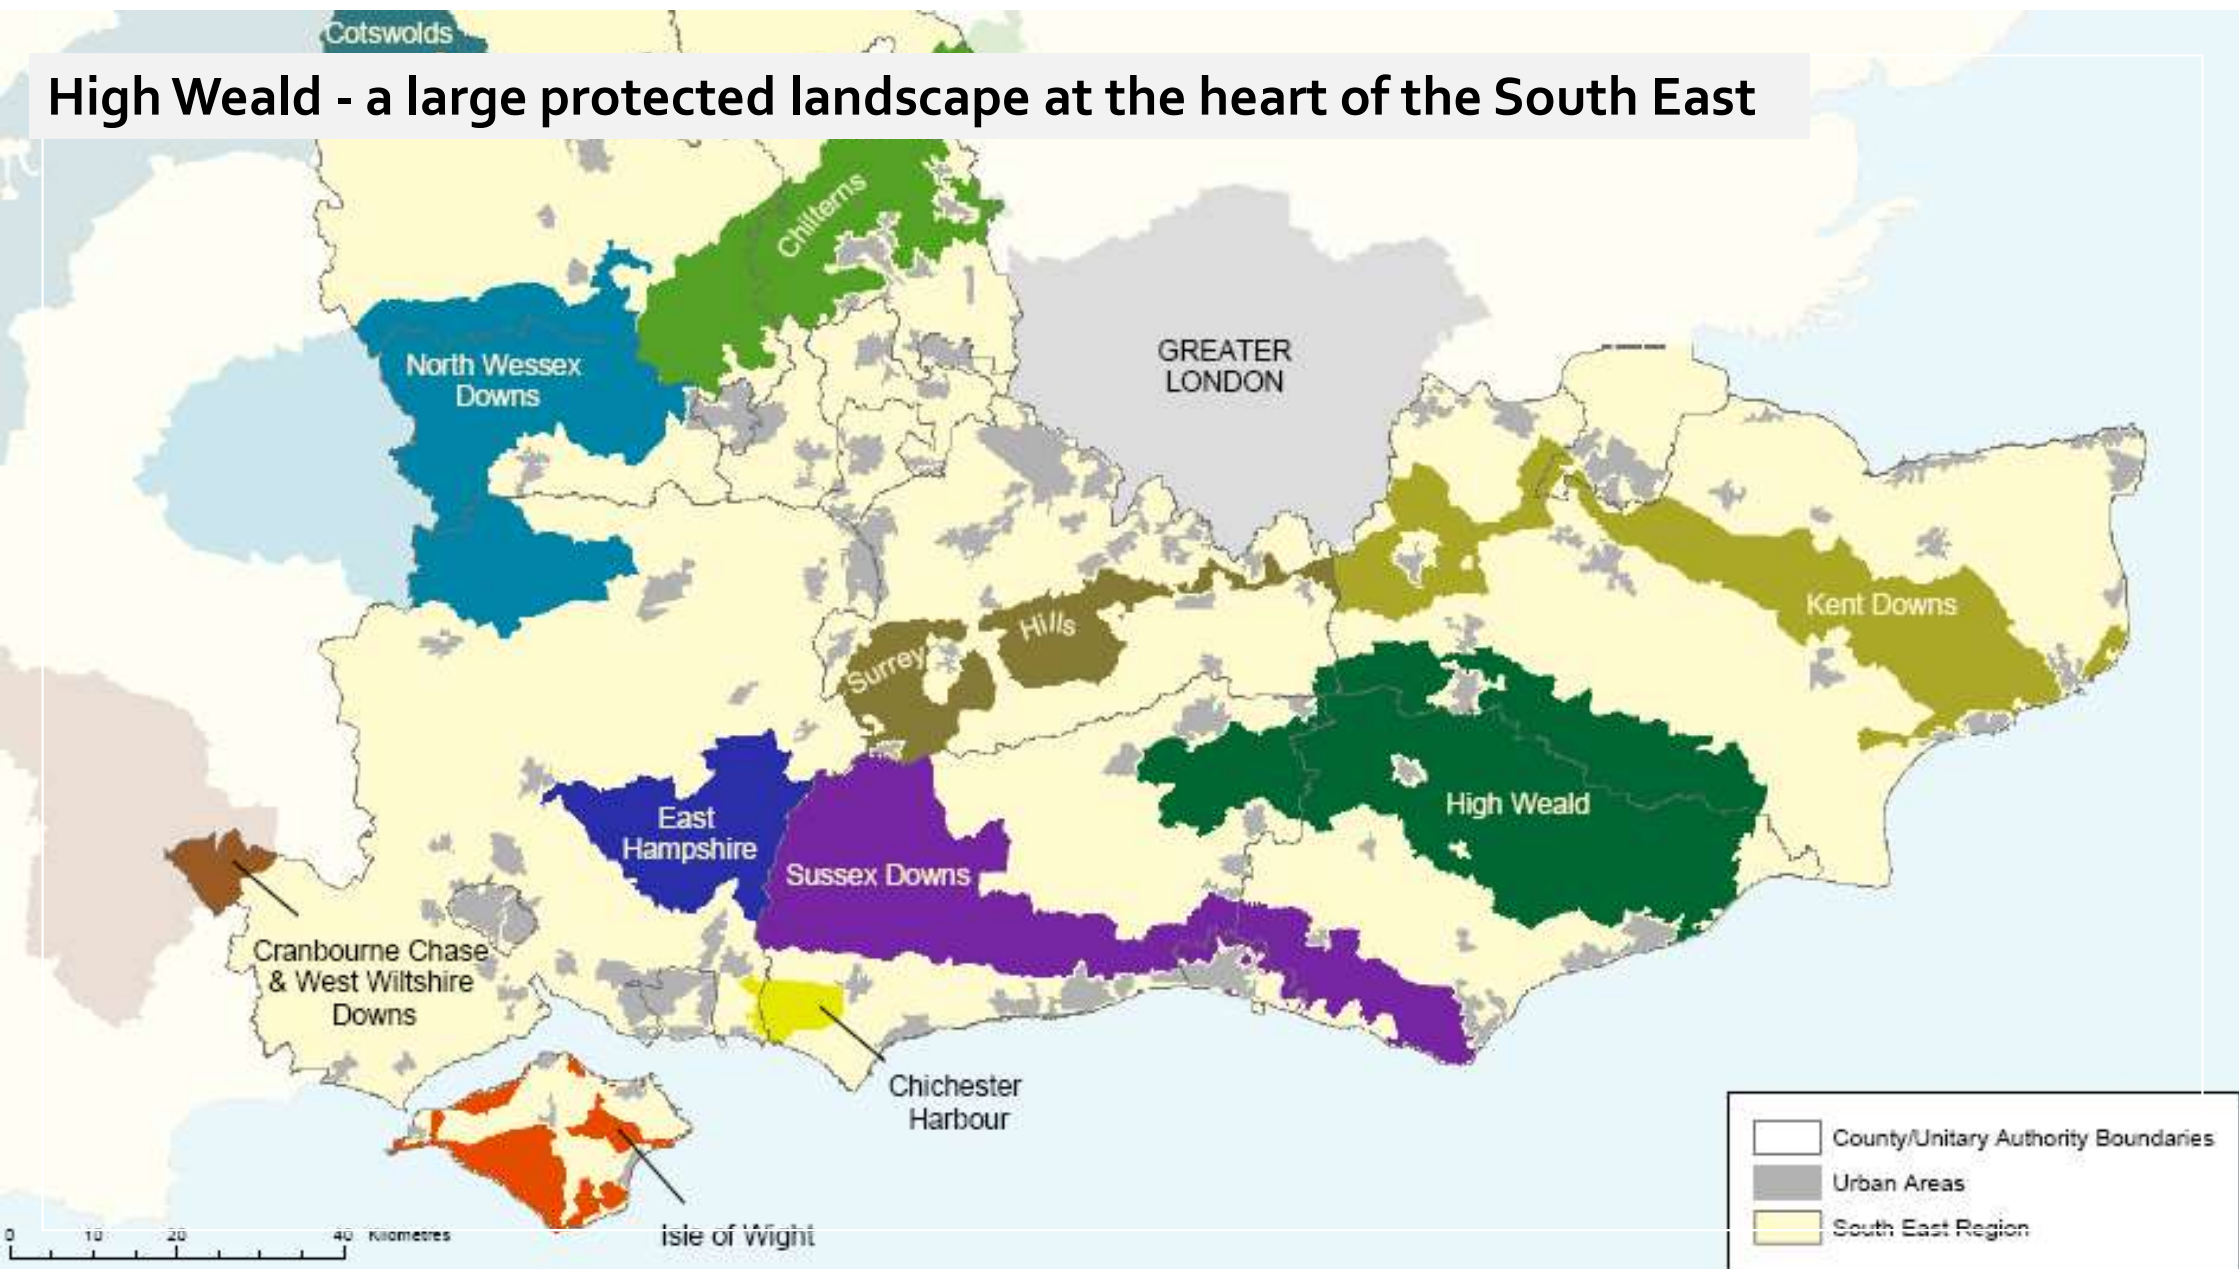 Cotswolds
High Weald - a large protected landscape at the heart of the South East
Chilterns
North Wessex
Downs
GREATER
LONDON
Kent Downs
Surrey
Hills
High Weald
East
Hampshire
Sussex Downs
Cranbourne Chase
& West Wiltshire
Downs
Chichester
Harbour
Isle of Wight
0 10 20 40 Kilometres
County/Unitary Authority Boundaries
Urban Areas
South East Region